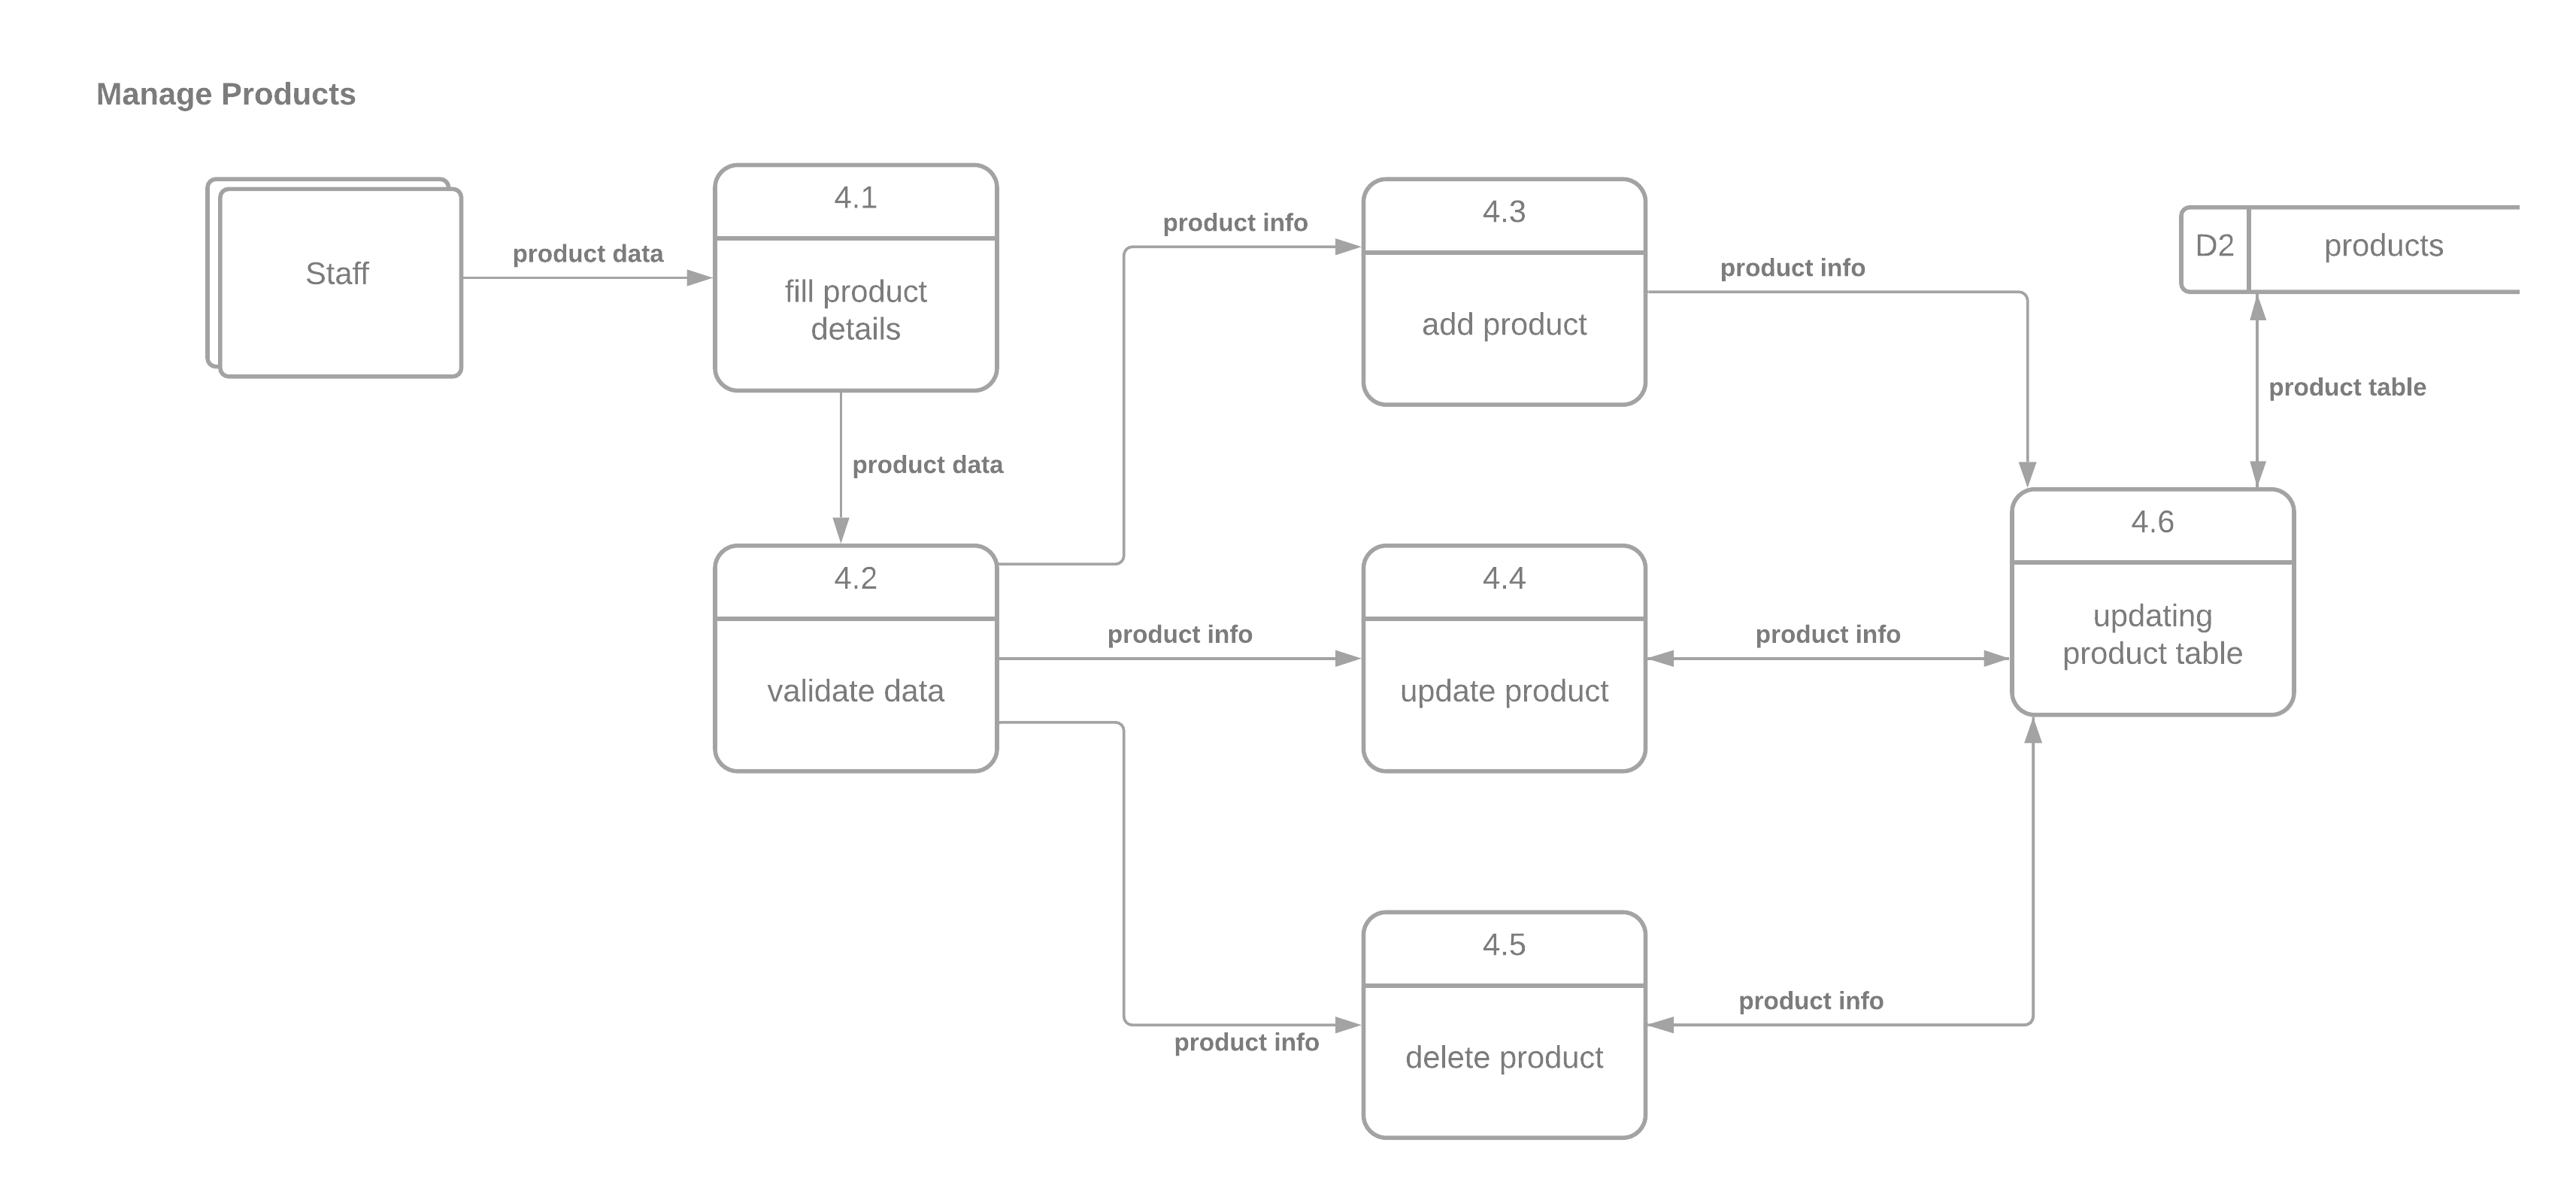 Manage Products
Staff
product data
4.1
fill product
details
product data
4.2
validate data
product info
4.3
add product
product info
4.4
update product
product info
4.5
delete product
product info
product info
product info
4.6
updating
product table
product table
D2
products